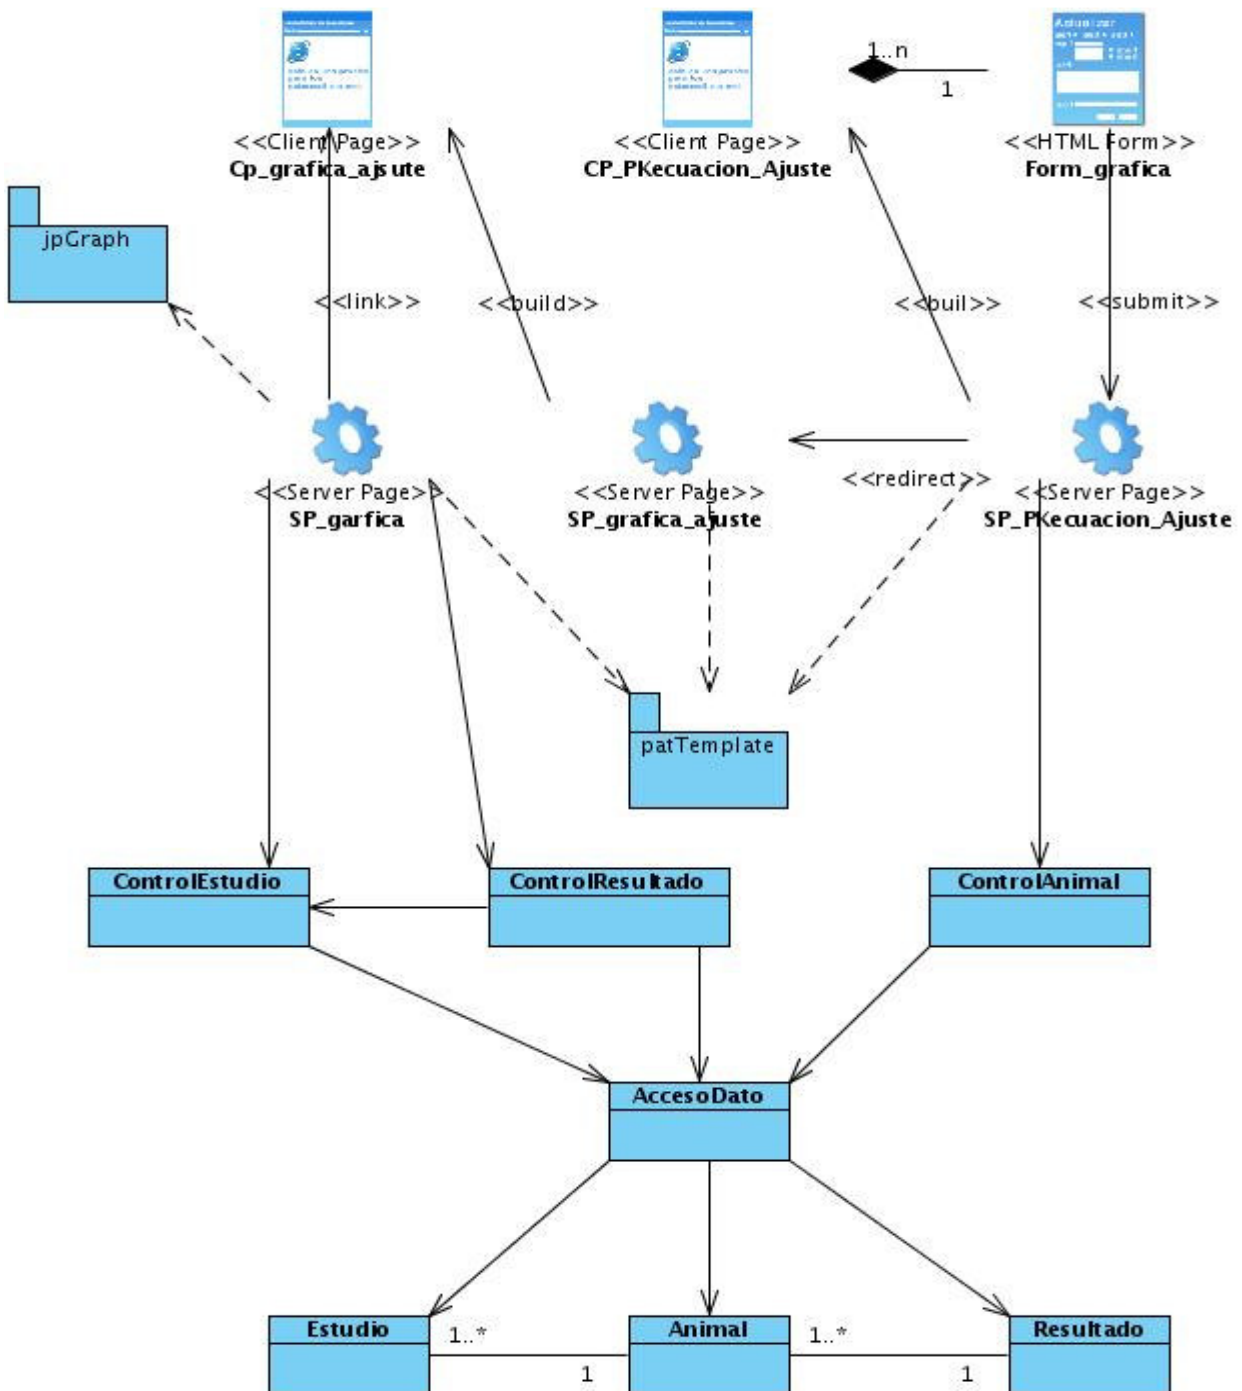 Actualizar
1..n
1
<<Client Page>>
Cp_grafica_ajsute
<<Client Page>>
CP_PKecuacion_Ajuste
<<HTML Form>>
Form_grafica
jpGraph
<<link>>
<<build>>
<<buil>>
<<submit>>
<<redirect>>
<<Server Page>>
SP_garfica
<<Server Page>>
SP_grafica_ajuste
<<Server Page>>
SP_PKecuacion_Ajuste
patTemplate
ControlEstudio
ControlResultado
ControlAnimal
AccesoDato
Estudio
1..*
1
Animal
1..*
1
Resultado